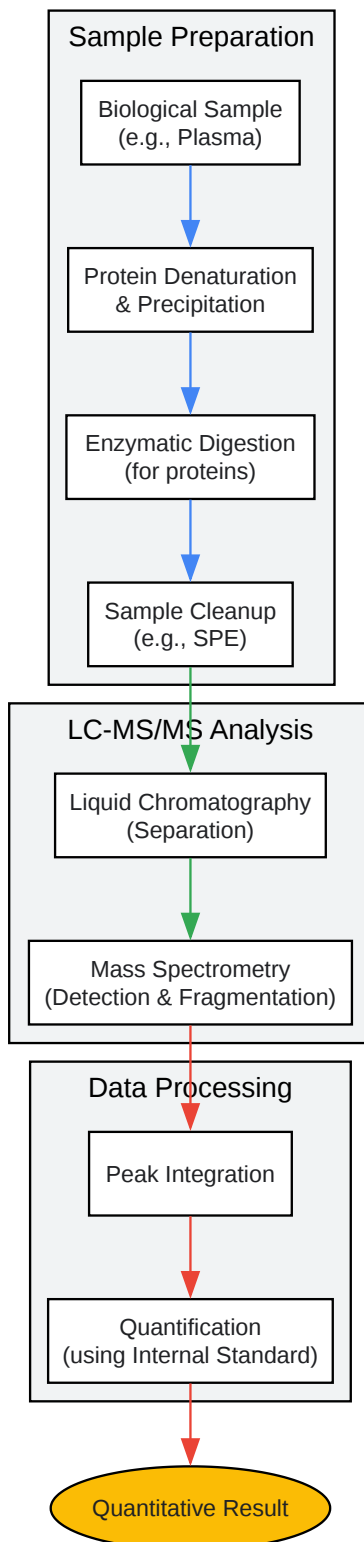 Sample Preparation
Biological Sample
(e.g., Plasma)
Protein Denaturation
& Precipitation
Enzymatic Digestion
(for proteins)
Sample Cleanup
(e.g., SPE)
LC-MS/MS Analysis
Liquid Chromatography
(Separation)
Mass Spectrometry
(Detection & Fragmentation)
Data Processing
Peak Integration
Quantification
(using Internal Standard)
Quantitative Result